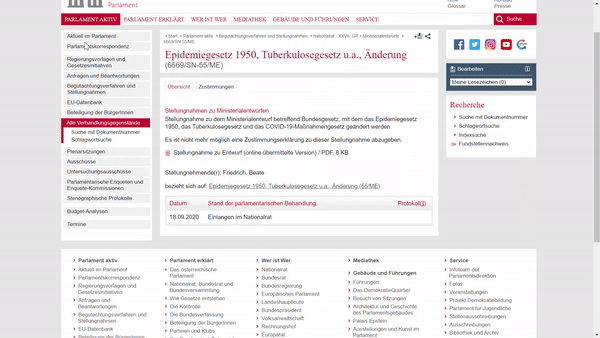 Parlament
Glossar
Presse
PARLAMENT AKTIV
PARLAMENT ERKLÄRT
WER IST WER
MEDIATHEK
GEBÄUDE UND FÜHRUNGEN
SERVICE
Suche
Aktuell im Parlament
Parlamentskorrespondenz
Regierungsvorlagen und
Gesetzesinitiativen
Anfragen und Beantwortungen
Begutachtungsverfahren und
Stellungnahmen
EU-Datenbank
Beteiligung der BürgerInnen
Alle Verhandlungsgegenstände
Suche mit Dokumentnummer
Schlagwortsuche
Plenarsitzungen
Ausschüsse
Untersuchungsausschüsse
Parlamentarische Enqueten und
Enquete-Kommissionen
Stenographische Protokolle
Budget-Analysen
Termine
Start › Parlament aktiv › Begutachtungsverfahren und Stellungnahmen › Nationalrat - XXVII. GP › Ministerialentwürfe ›
6669/SN-55/ME
Epidemiegesetz 1950, Tuberkulosegesetz u.a., Änderung
(6669/SN-55/ME)
Übersicht
Zustimmungen
Stellungnahmen zu Ministerialentwürfen
Stellungnahme zu dem Ministerialentwurf betreffend Bundesgesetz, mit dem das Epidemiegesetz
1950, das Tuberkulosegesetz und das COVID-19-Maßnahmengesetz geändert werden
Es ist nicht mehr möglich eine Zustimmungserklärung zu dieser Stellungnahme abzugeben.
Stellungnahme zu Entwurf (online übermittelte Version) / PDF, 8 KB
Stellungnehmende(r): Friedrich, Beate
bezieht sich auf: Epidemiegesetz 1950, Tuberkulosegesetz u.a., Änderung (55/ME)
Datum
Stand der parlamentarischen Behandlung
Protokoll
18.09.2020
Einlangen im Nationalrat
Bearbeiten
Meine Lesezeichen (0)
Recherche
Suche mit Dokumentnummer
Schlagwortsuche
Indexsuche
Fundstellennachweis
Parlament aktiv
Aktuell im Parlament
Parlamentskorrespondenz
Regierungsvorlagen und
Gesetzesinitiativen
Anfragen und
Beantwortungen
Begutachtungsverfahren und
Stellungnahmen
EU-Datenbank
Beteiligung der BürgerInnen
Parlament erklärt
Das österreichische
Parlament
Nationalrat, Bundesrat und
Bundesversammlung
Wie Gesetze entstehen
Die Kontrolle
Die Bundesverfassung
Beteiligung der BürgerInnen
Parteien und Klubs
Wer ist Wer
Nationalrat
Bundesrat
Bundesregierung
Europäisches Parlament
Landeshauptleute
Bundespräsident
Volksanwaltschaft
Rechnungshof
Europarat
Mediathek
Gebäude und Führungen
Führungen
Das DemokratieQuartier
Besuch von Sitzungen
Architektur und Geschichte
des Parlamentsgebäudes
Palais Epstein
Ausstellungen und Kunst im
Parlament
Service
Infoteam der
Parlamentsdirektion
Fotos
Veranstaltungen
Projekt Demokratiebildung
Parlament für Jugendliche
Stellenausschreibungen
Ausschreibungen
Bibliothek und Archiv